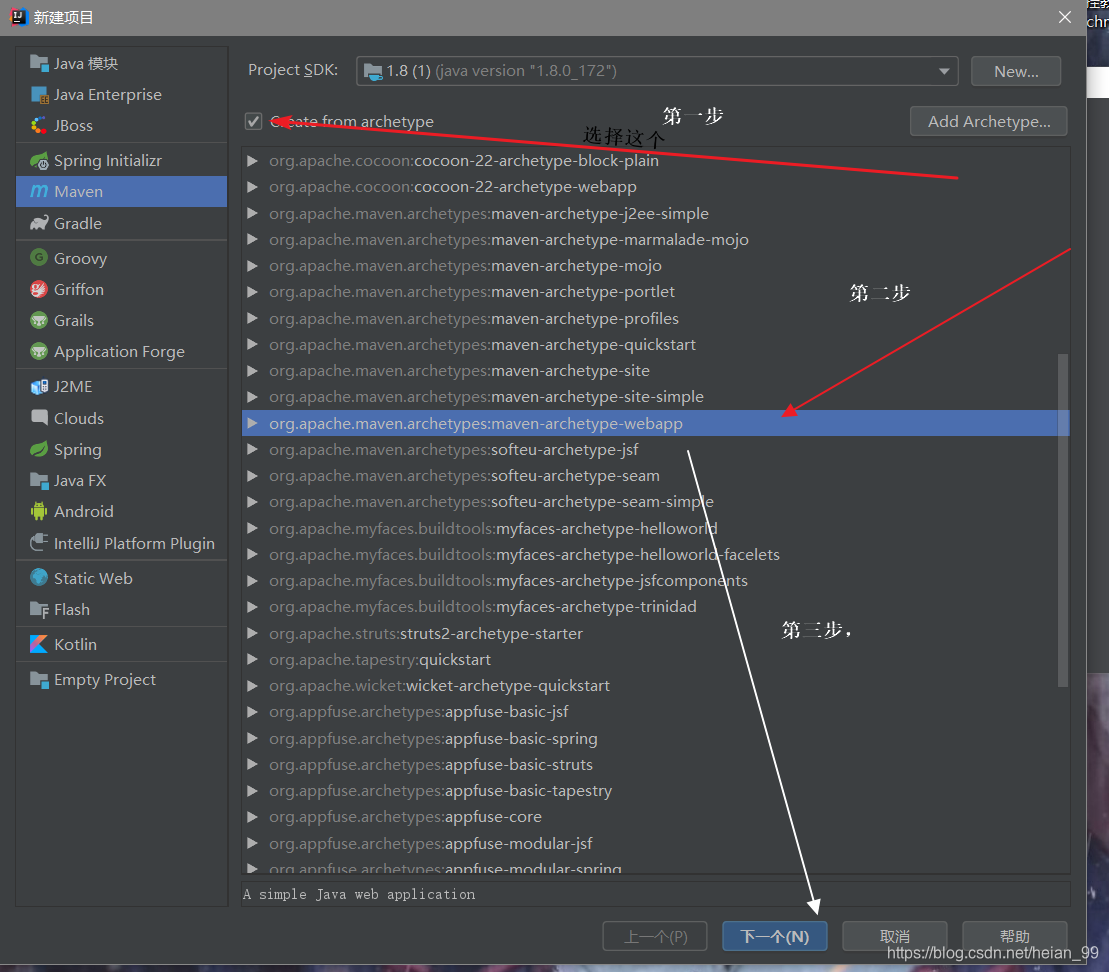 新建项目
Java 模块
Java Enterprise
JBoss
Spring Initializr
Maven
Gradle
Groovy
Griffon
Grails
Application Forge
J2ME
Clouds
Spring
Java FX
Android
IntelliJ Platform Plugin
Static Web
Flash
Kotlin
Empty Project
Project SDK: 1.8 (1) (java version "1.8.0_172") New...
Create from archetype 第一步 Add Archetype...
选择这个
org.apache.cocoon:cocoon-22-archetype-block-plain
org.apache.cocoon:cocoon-22-archetype-webapp
org.apache.maven.archetypes:maven-archetype-j2ee-simple
org.apache.maven.archetypes:maven-archetype-marmalade-mojo
org.apache.maven.archetypes:maven-archetype-mojo
org.apache.maven.archetypes:maven-archetype-portlet
第二步
org.apache.maven.archetypes:maven-archetype-profiles
org.apache.maven.archetypes:maven-archetype-quickstart
org.apache.maven.archetypes:maven-archetype-site
org.apache.maven.archetypes:maven-archetype-site-simple
org.apache.maven.archetypes:maven-archetype-webapp
org.apache.maven.archetypes:softeu-archetype-jsf
org.apache.maven.archetypes:softeu-archetype-seam
org.apache.maven.archetypes:softeu-archetype-seam-simple
org.apache.myfaces.buildtools:myfaces-archetype-helloworld
org.apache.myfaces.buildtools:myfaces-archetype-helloworld-facelets
org.apache.myfaces.buildtools:myfaces-archetype-jsfcomponents
org.apache.myfaces.buildtools:myfaces-archetype-trinidad
org.apache.struts:struts2-archetype-starter
第三步，
org.apache.tapestry:quickstart
org.apache.wicket:wicket-archetype-quickstart
org.appfuse.archetypes:appfuse-basic-jsf
org.appfuse.archetypes:appfuse-basic-spring
org.appfuse.archetypes:appfuse-basic-struts
org.appfuse.archetypes:appfuse-basic-tapestry
org.appfuse.archetypes:appfuse-core
org.appfuse.archetypes:appfuse-modular-jsf
org.appfuse.archetypes:appfuse-modular-spring
A simple Java web application
上一个(P) 下一个(N) 取消 帮助
https://blog.csdn.net/heian_99